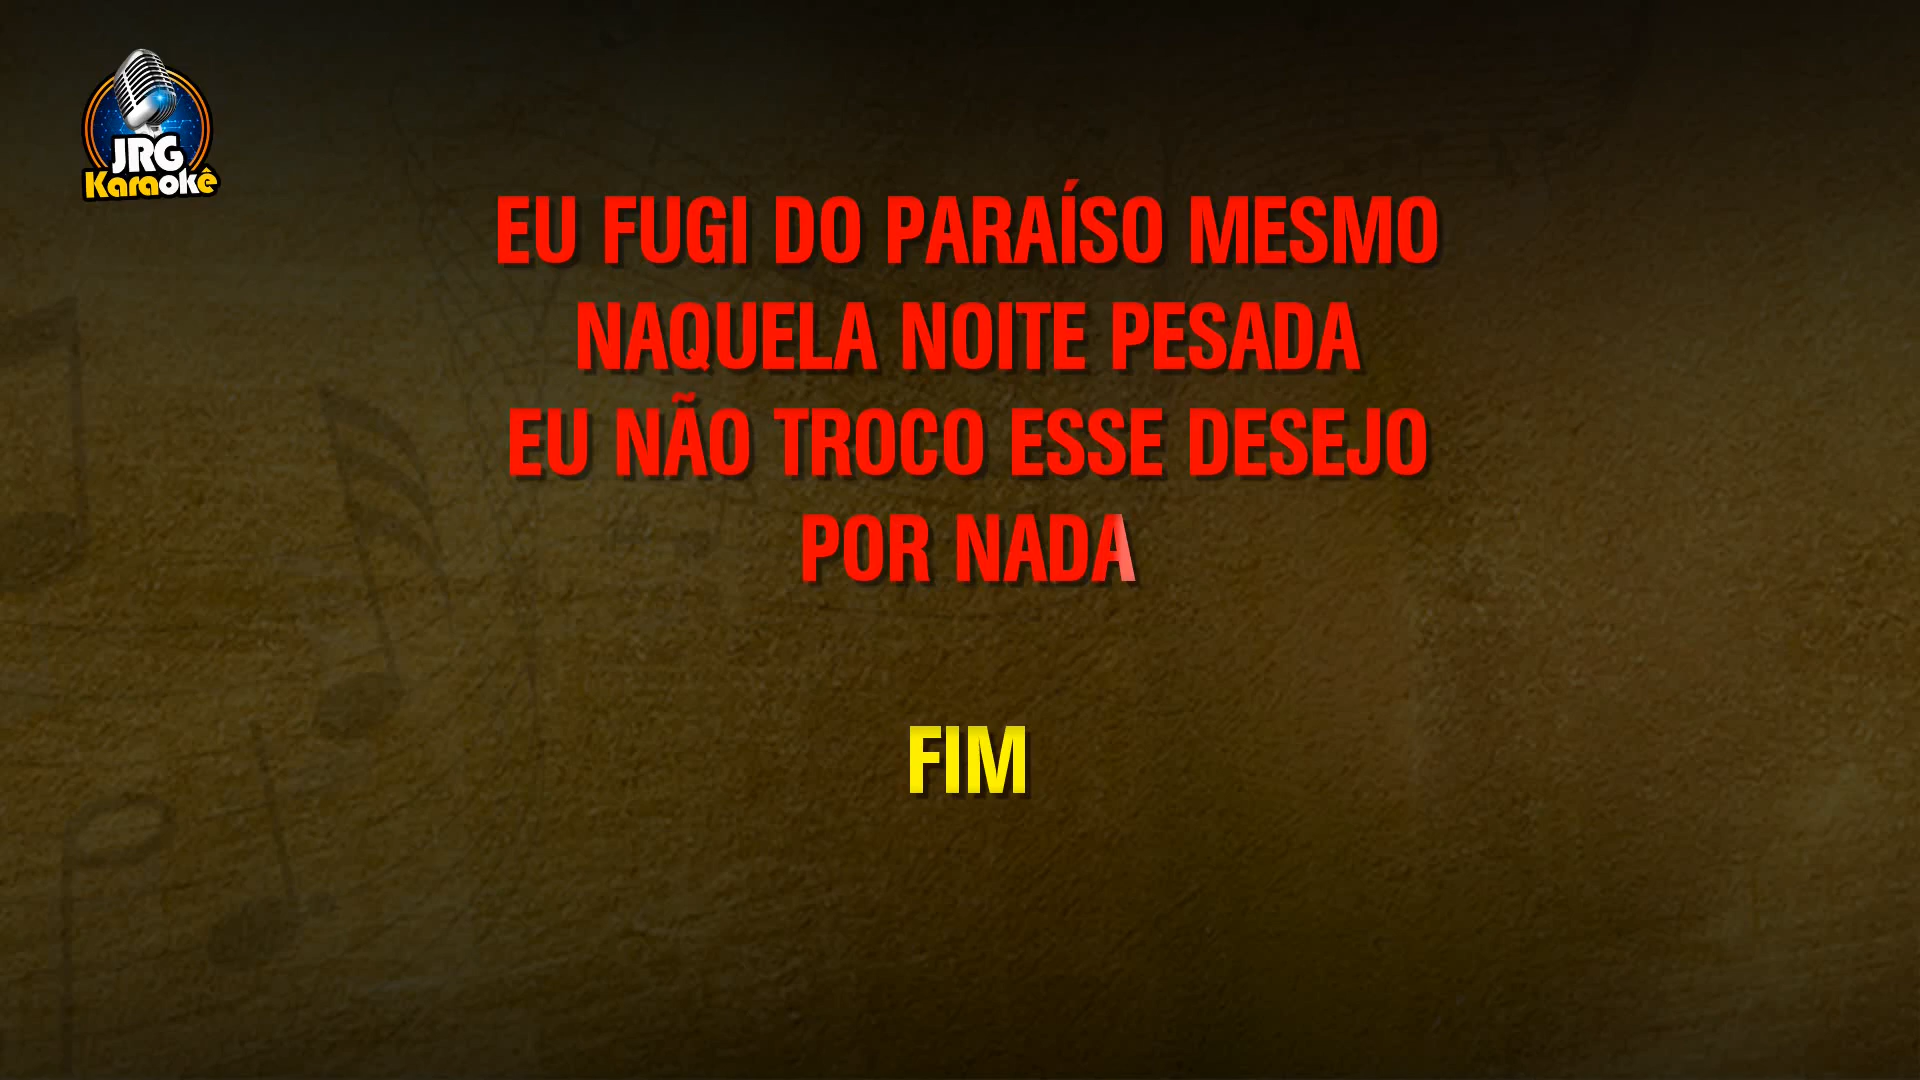 JRG
Karaokê
EU FUGI DO PARAÍSO MESMO
NAQUELA NOITE PESADA
EU NÃO TROCO ESSE DESEJO
POR NADA
FIM